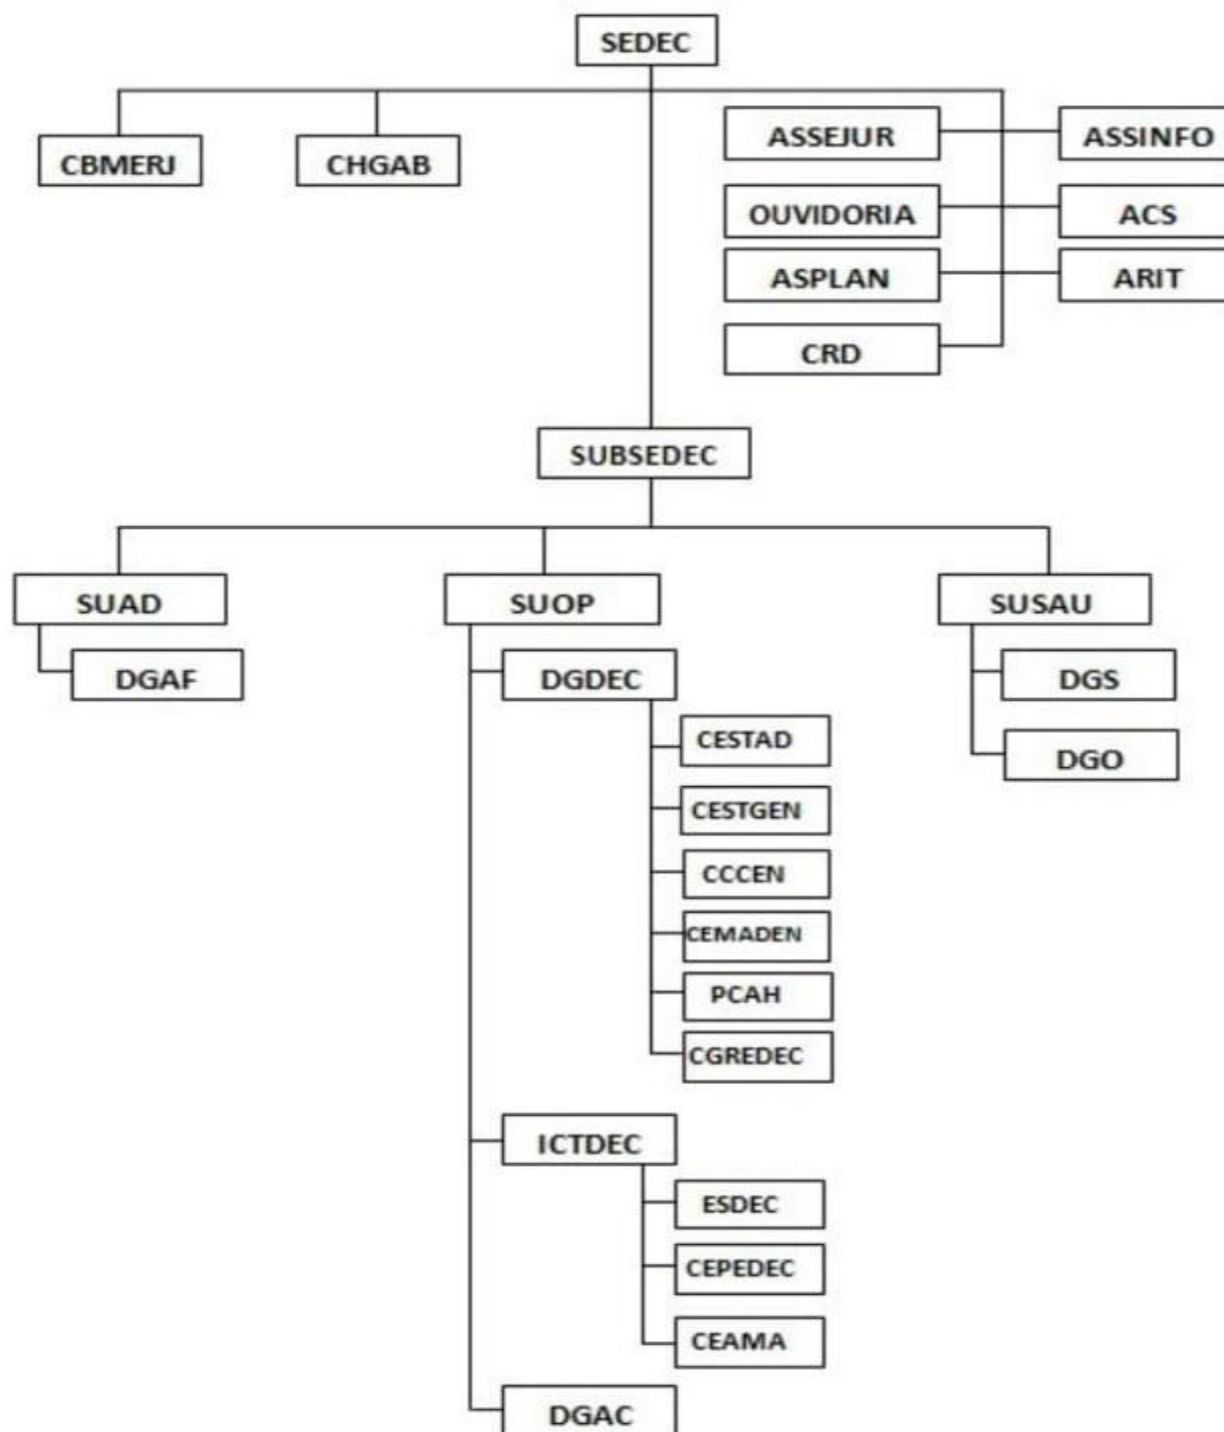 SEDEC
CBMERJ
CHGAB
ASSEJUR
ASSINFO
OUVIDORIA
ACS
ASPLAN
ARIT
CRD
SUBSEDEC
SUAD
SUOP
SUSAU
DGAF
DGDEC
DGS
CESTAD
DGO
CESTGEN
CCCEN
CEMADEN
PCAH
CGREDEC
ICTDEC
ESDEC
CEPEDEC
CEAMA
DGAC